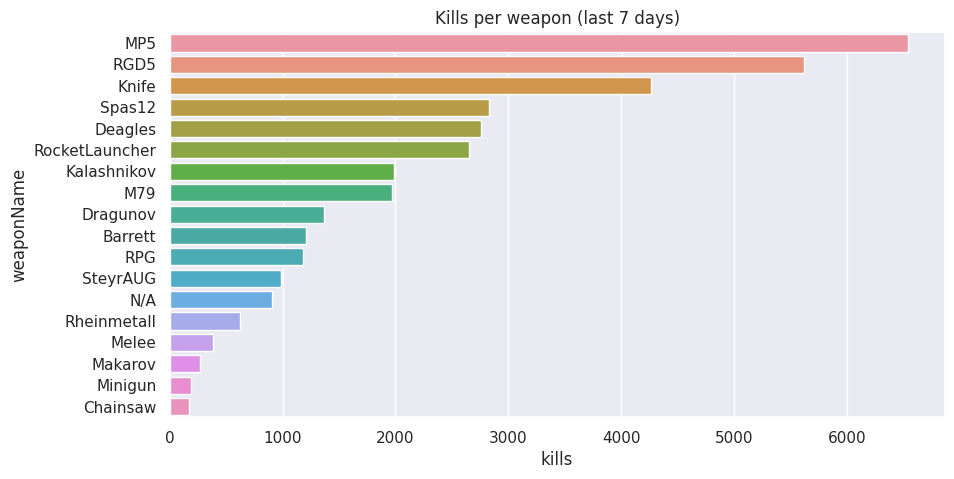 Kills per weapon (last 7 days)
weaponName
MP5
RGD5
Knife
Spas12
Deagles
RocketLauncher
Kalashnikov
M79
Dragunov
Barrett
RPG
SteyrAUG
N/A
Rheinmetall
Melee
Makarov
Minigun
Chainsaw
0 1000 2000 3000 4000 5000 6000
kills